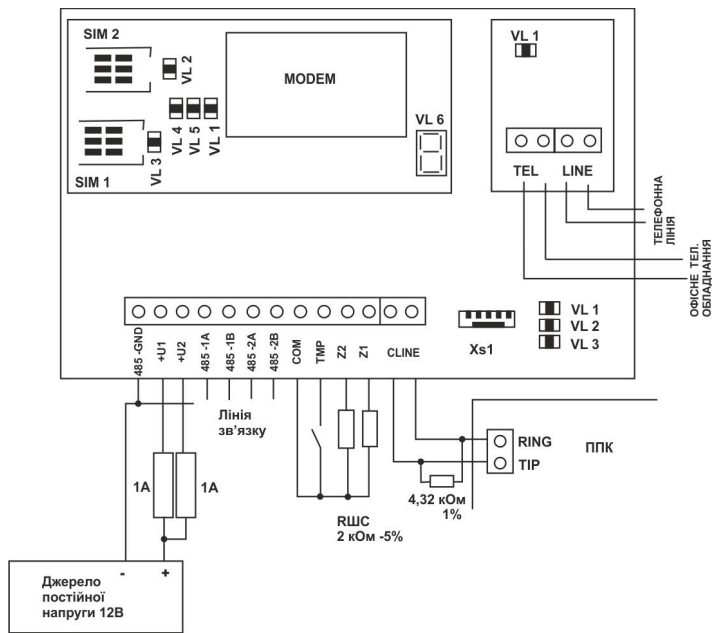 SIM 2
VL 2
VL 4
VL 5
VL 1
MODEM
VL 6
VL 3
SIM 1
VL 1
TEL
LINE
ТЕЛЕФОННА
ЛІНІЯ
ОФІСНЕ ТЕЛ.
ОБЛАДНАННЯ
485 -GND
+U1
+U2
485 -1A
485 -1B
485 -2A
485 -2B
COM
TMP
Z2
Z1
CLINE
Xs1
VL 1
VL 2
VL 3
Лінія
зв’язку
1А
1А
RШС
2 кОм -5%
4,32 кОм
1%
RING
TIP
ППК
-
+
Джерело
постійної
напруги 12В